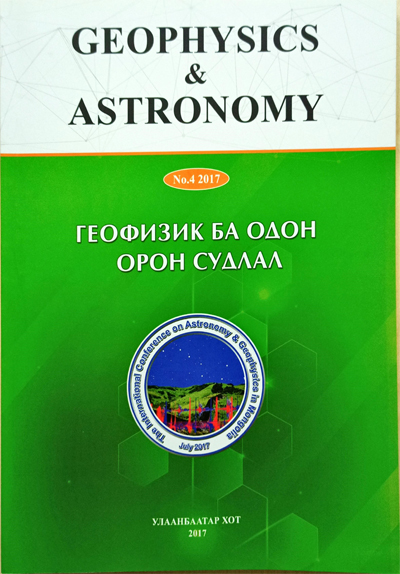 GEOPHYSICS
&
ASTRONOMY
No.4 2017
ГЕОФИЗИК БА ОДОН
ОРОН СУДЛАЛ
The International Conference on Astronomy & Geophysics in Mongolia
July 2017
УЛААНБААТАР ХОТ
2017